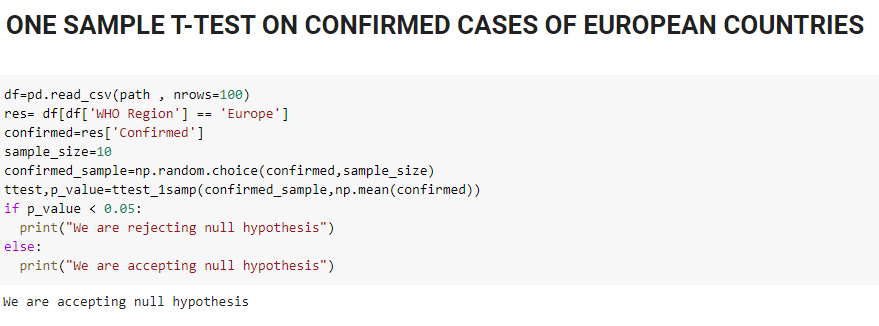 ONE SAMPLE T-TEST ON CONFIRMED CASES OF EUROPEAN COUNTRIES
df=pd.read_csv(path , nrows=100)
res= df[df['WHO Region'] == 'Europe']
confirmed=res['Confirmed']
sample_size=10
confirmed_sample=np.random.choice(confirmed,sample_size)
ttest,p_value=ttest_1samp(confirmed_sample,np.mean(confirmed))
if p_value < 0.05:
  print("We are rejecting null hypothesis")
else:
  print("We are accepting null hypothesis")
We are accepting null hypothesis